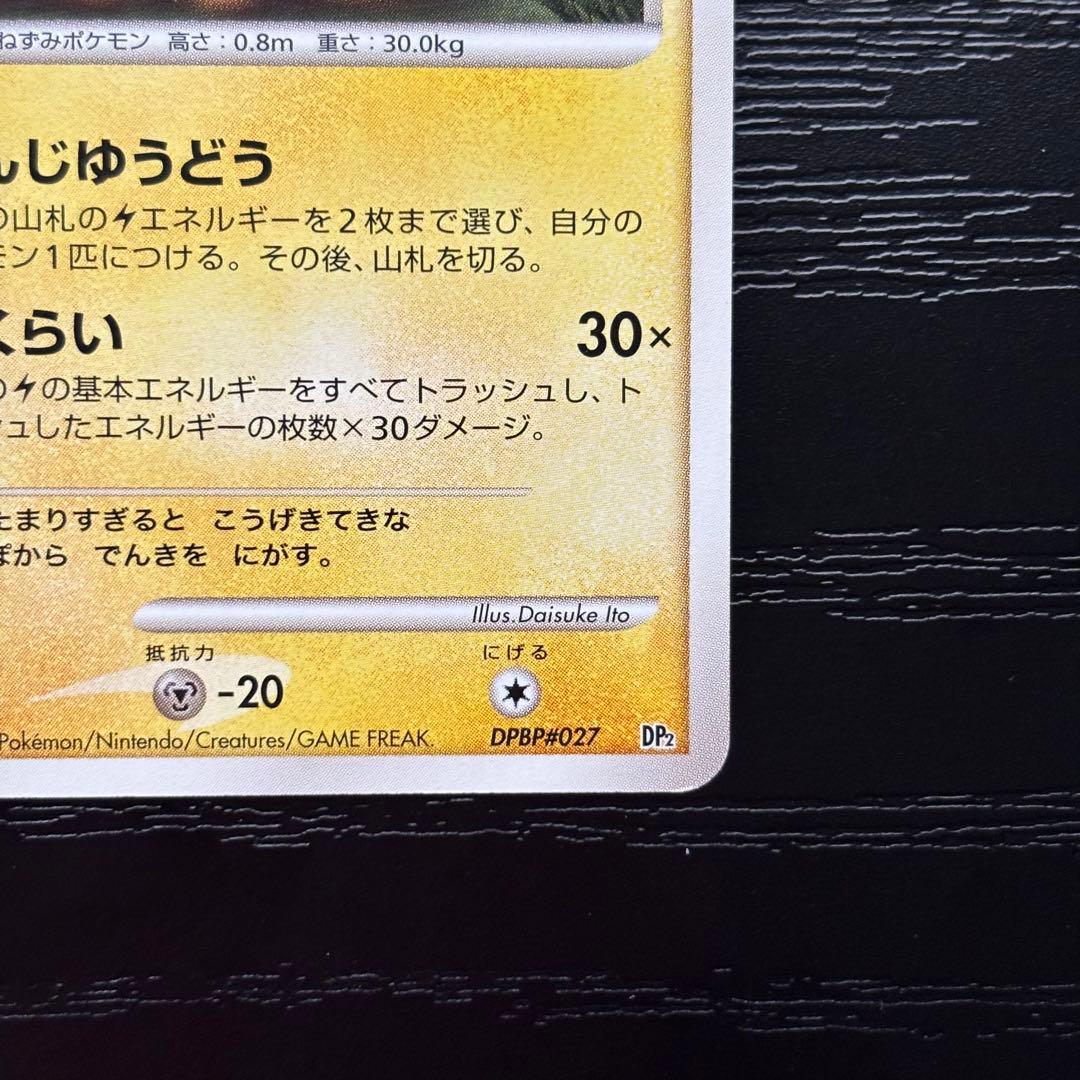 ねずみポケモン 高さ：0.8m 重さ：30.0kg
んじゆうどう
の山札のエネルギーを2枚まで選び、自分の
モン1匹につける。その後、山札を切る。
くらい 30×
のの基本エネルギーをすべてトラッシュし、ト
シュしたエネルギーの枚数×30ダメージ。
たまりすぎると こうげきてきな
ぽから でんきを にがす。
Illus.Daisuke Ito
抵抗力 にげる
-20
Pokémon/Nintendo/Creatures/GAME FREAK. DPBP#027 DP2